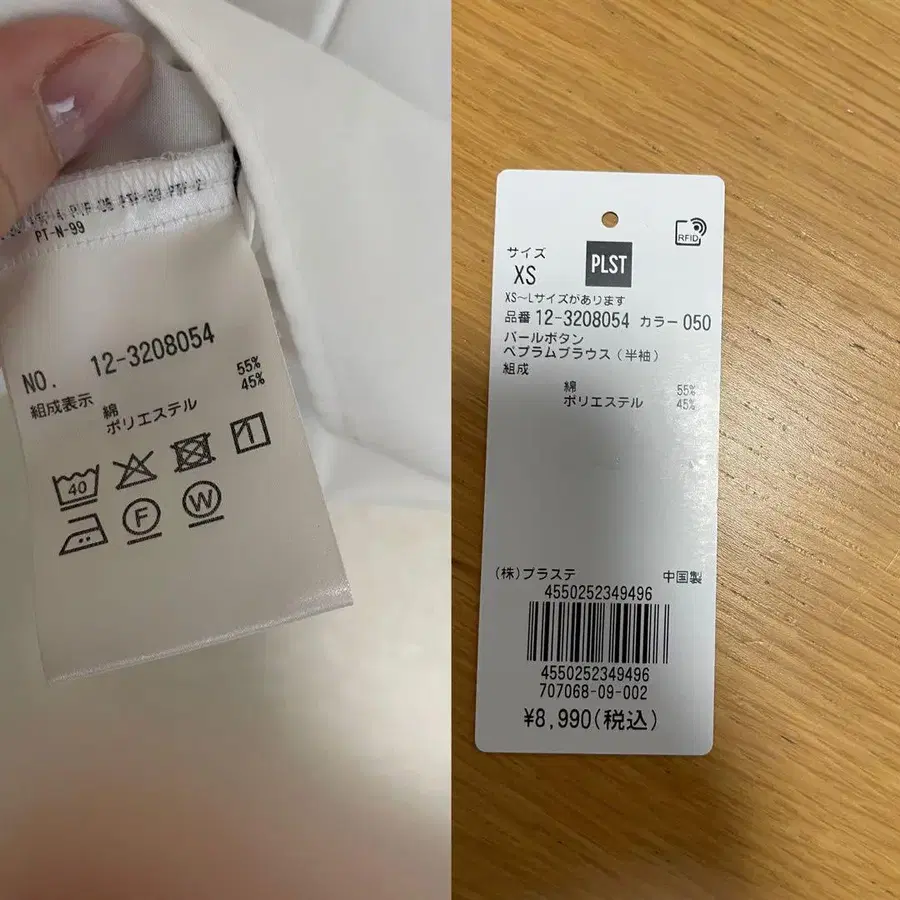 PT-N-99
NO. 12-3208054
組成表示 綿 55%
ポリエステル 45%
40
F
W
サイズ
XS
PLST
RFID
XS~Lサイズがあります
品番 12-3208054 カラー 050
パールボタン
ペプラムブラウス(半袖)
組成
綿 55%
ポリエステル 45%
(株)プラステ 中国製
4550252349496
4550252349496
707068-09-002
¥8,990(税込)